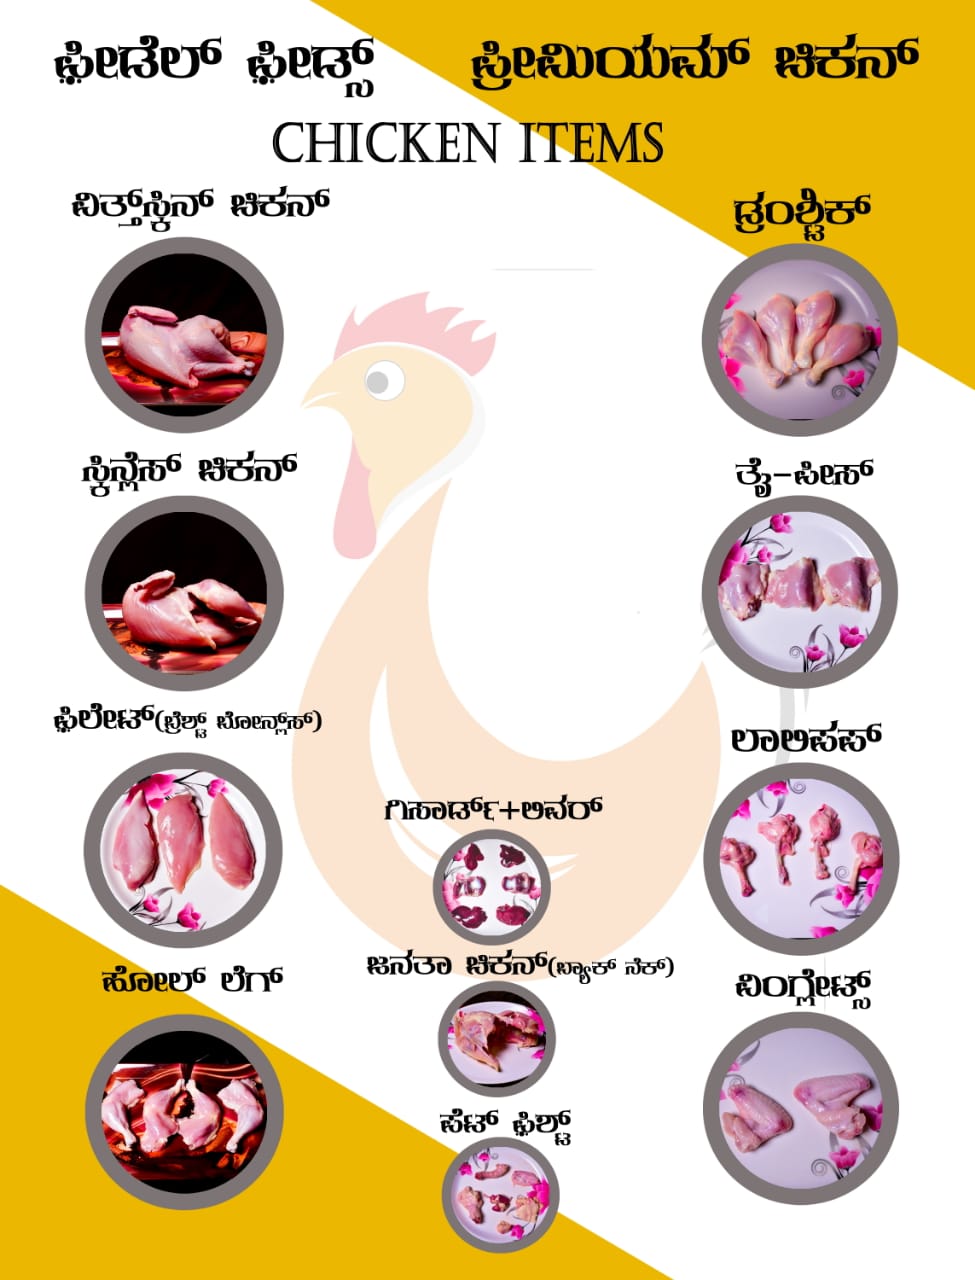 ಫೀಡೆಲ್ ಫೀಡ್ಸ್ ಪ್ರೀಮಿಯಮ್ ಚಿಕನ್
CHICKEN ITEMS
ವಿತ್‌ಸ್ಕಿನ್ ಚಿಕನ್
ಡ್ರಂಶ್ಟಿಕ್
ಸ್ಕಿನ್ಲೆಸ್ ಚಿಕನ್
ತೈ-ಪೀಸ್
ಫಿಲೇಟ್(ಬ್ರೆಶ್ಟ್ ಬೋನ್ಲ್‌ಸ್)
ಲಾಲಿಪಪ್
ಗಿಸಾರ್ಡ್+ಲಿವರ್
ಜನತಾ ಚಿಕನ್(ಬ್ಯಾಕ್ ನೆಕ್)
ಹೋಲ್ ಲೆಗ್
ವಿಂಗ್ಲೇಟ್ಸ್
ಪೆಟ್ ಫಿಶ್ಟ್